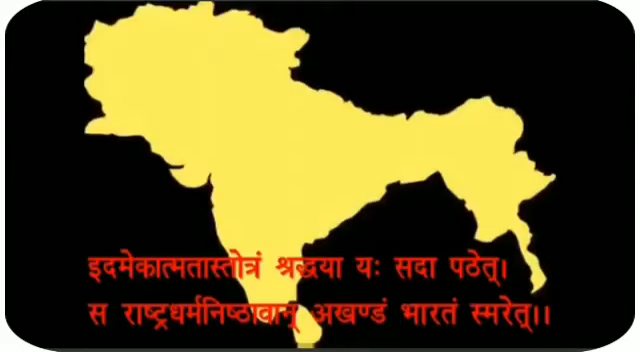 इदमेकात्मतास्तोत्रं श्रद्धया यः सदा पठेत्।
स राष्ट्रधर्मनिष्ठावान् अखण्डं भारतं स्मरेत्।।